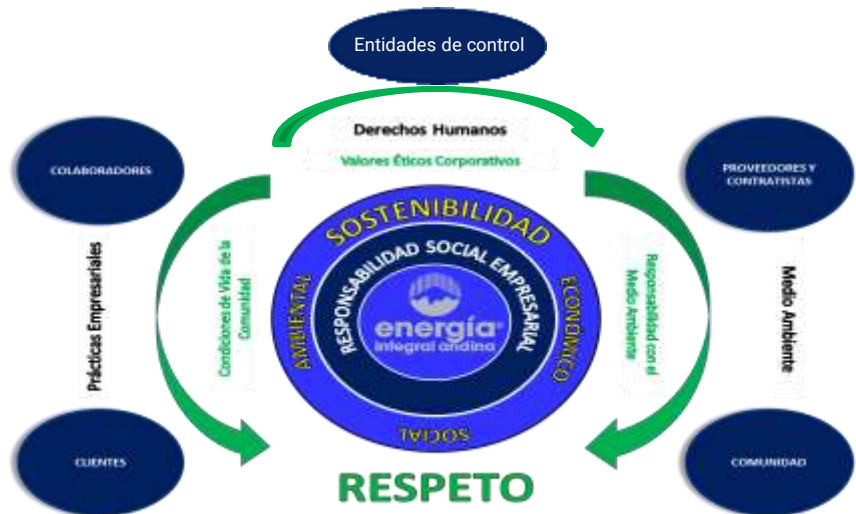 Entidades de control
Derechos Humanos
Valores Éticos Corporativos
COLABORADORES
PROVEEDORES Y
CONTRATISTAS
Prácticas Empresariales
Condiciones de Vida de la
Comunidad
SOSTENIBILIDAD
AMBIENTAL
ECONÓMICO
SOCIAL
RESPONSABILIDAD SOCIAL EMPRESARIAL
energía®
integral andina
Responsabilidad con el
Medio Ambiente
Medio Ambiente
CLIENTES
COMUNIDAD
RESPETO